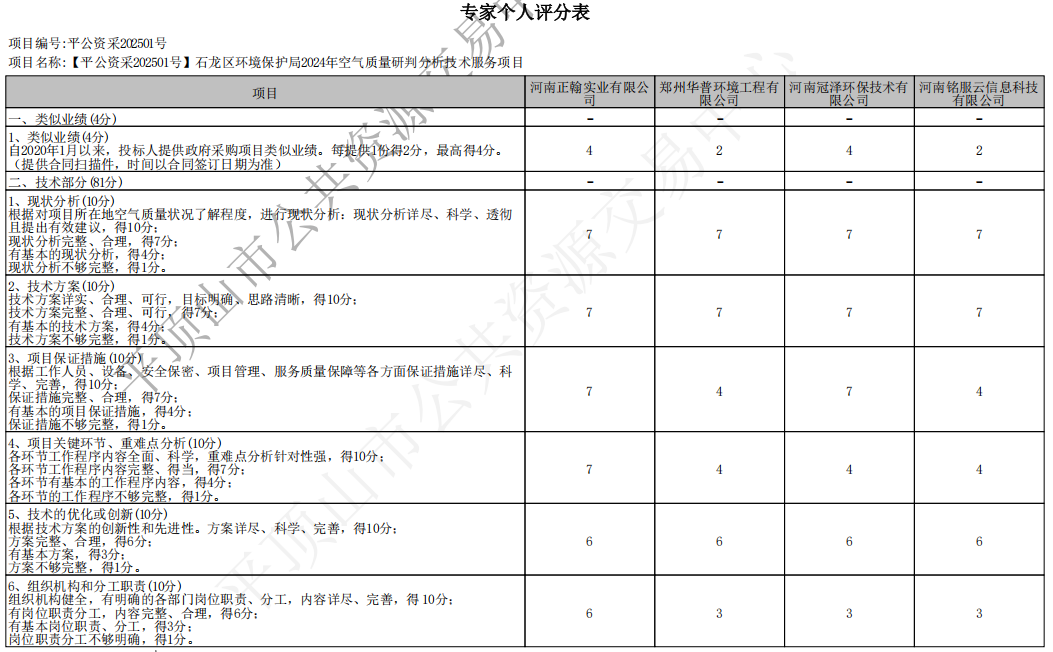 专家个人评分表
项目编号:平公资采202501号
项目名称:【平公资采202501号】石龙区环境保护局2024年空气质量研判分析技术服务项目
项目 河南正翰实业有限公司 郑州华普环境工程有限公司 河南冠泽环保技术有限公司 河南铭服云信息科技有限公司
一、类似业绩(4分) - - - -
1、类似业绩(4分)
自2020年1月以来，投标人提供政府采购项目类似业绩。每提供1份得2分，最高得4分。
（提供合同扫描件，时间以合同签订日期为准）
4 2 4 2
二、技术部分(81分) - - - -
1、现状分析(10分)
根据对项目所在地空气质量状况了解程度，进行现状分析：现状分析详尽、科学、透彻
且提出有效建议，得10分；
现状分析完整、合理，得7分；
有基本的现状分析，得4分；
现状分析不够完整，得1分。
7 7 7 7
2、技术方案(10分)
技术方案详实、合理、可行，目标明确、思路清晰，得10分；
技术方案完整、合理、可行，得7分；
有基本的技术方案，得4分；
技术方案不够完整，得1分。
7 7 7 7
3、项目保证措施(10分)
根据工作人员、设备、安全保密、项目管理、服务质量保障等各方面保证措施详尽、科
学、完善，得10分；
保证措施完整、合理，得7分；
有基本的项目保证措施，得4分；
保证措施不够完整，得1分。
7 4 7 4
4、项目关键环节、重难点分析(10分)
各环节工作程序内容全面、科学，重难点分析针对性强，得10分；
各环节工作程序内容完整、得当，得7分；
各环节有基本的工作程序内容，得4分；
各环节的工作程序不够完整，得1分。
7 4 4 4
5、技术的优化或创新(10分)
根据技术方案的创新性和先进性。方案详尽、科学、完善，得10分；
方案完整、合理，得6分；
有基本方案，得3分；
方案不够完整，得1分。
6 6 6 6
6、组织机构和分工职责(10分)
组织机构健全，有明确的各部门岗位职责、分工，内容详尽、完善，得10分；
有岗位职责分工，内容完整、合理，得6分；
有基本岗位职责、分工，得3分；
岗位职责分工不够明确，得1分。
6 3 3 3
平顶山市公共资源交易中
平顶山市公共资源交易中心